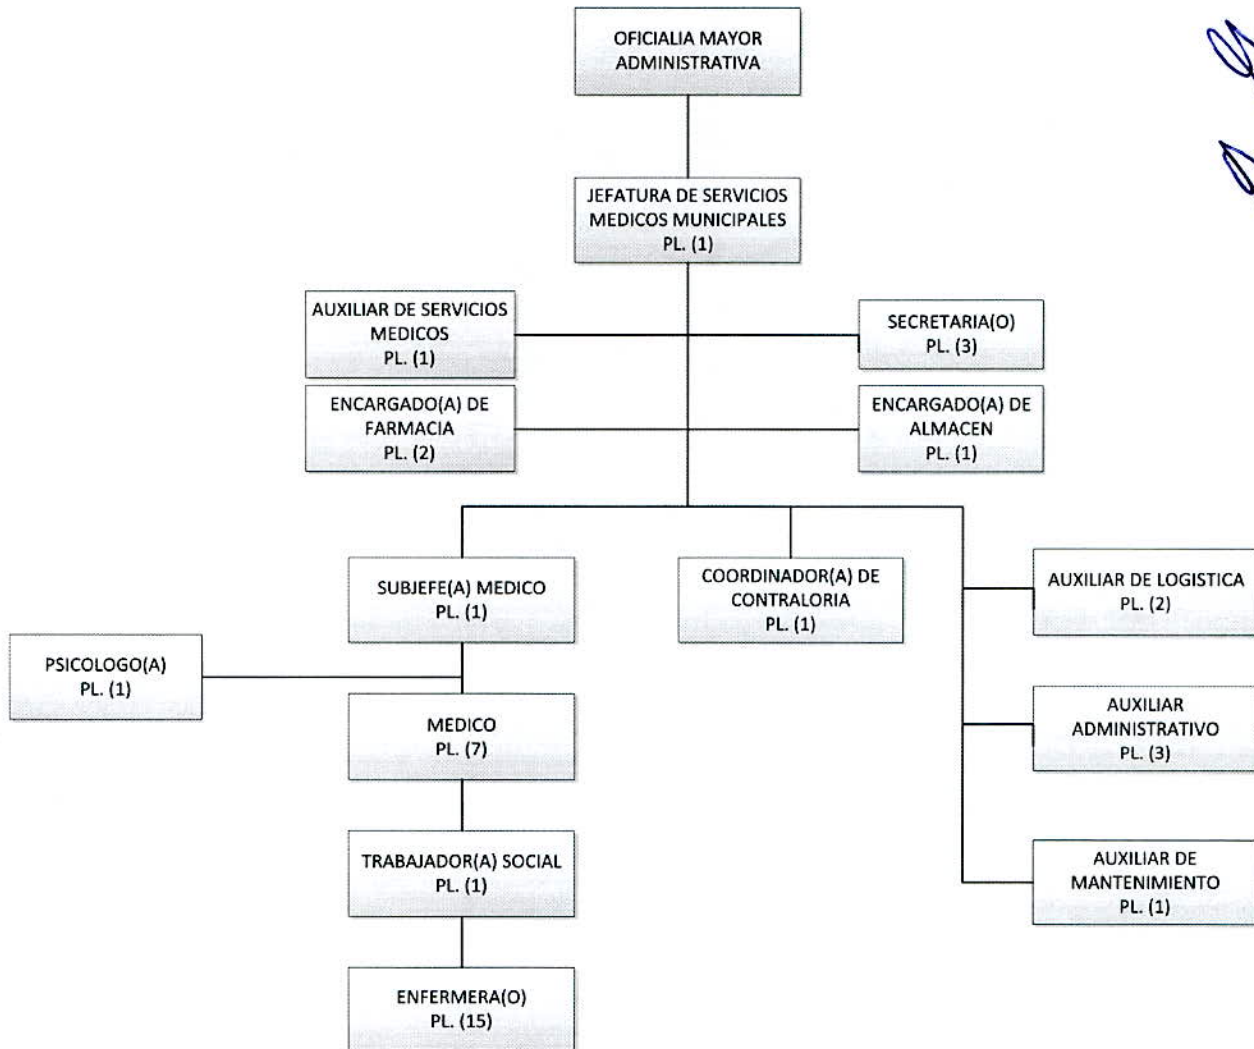 OFICIALIA MAYOR
ADMINISTRATIVA
JEFATURA DE SERVICIOS
MEDICOS MUNICIPALES
PL. (1)
AUXILIAR DE SERVICIOS
MEDICOS
PL. (1)
SECRETARIA(O)
PL. (3)
ENCARGADO(A) DE
FARMACIA
PL. (2)
ENCARGADO(A) DE
ALMACEN
PL. (1)
SUBJEFE(A) MEDICO
PL. (1)
COORDINADOR(A) DE
CONTRALORIA
PL. (1)
AUXILIAR DE LOGISTICA
PL. (2)
PSICOLOGO(A)
PL. (1)
MEDICO
PL. (7)
AUXILIAR
ADMINISTRATIVO
PL. (3)
TRABAJADOR(A) SOCIAL
PL. (1)
AUXILIAR DE
MANTENIMIENTO
PL. (1)
ENFERMERA(O)
PL. (15)